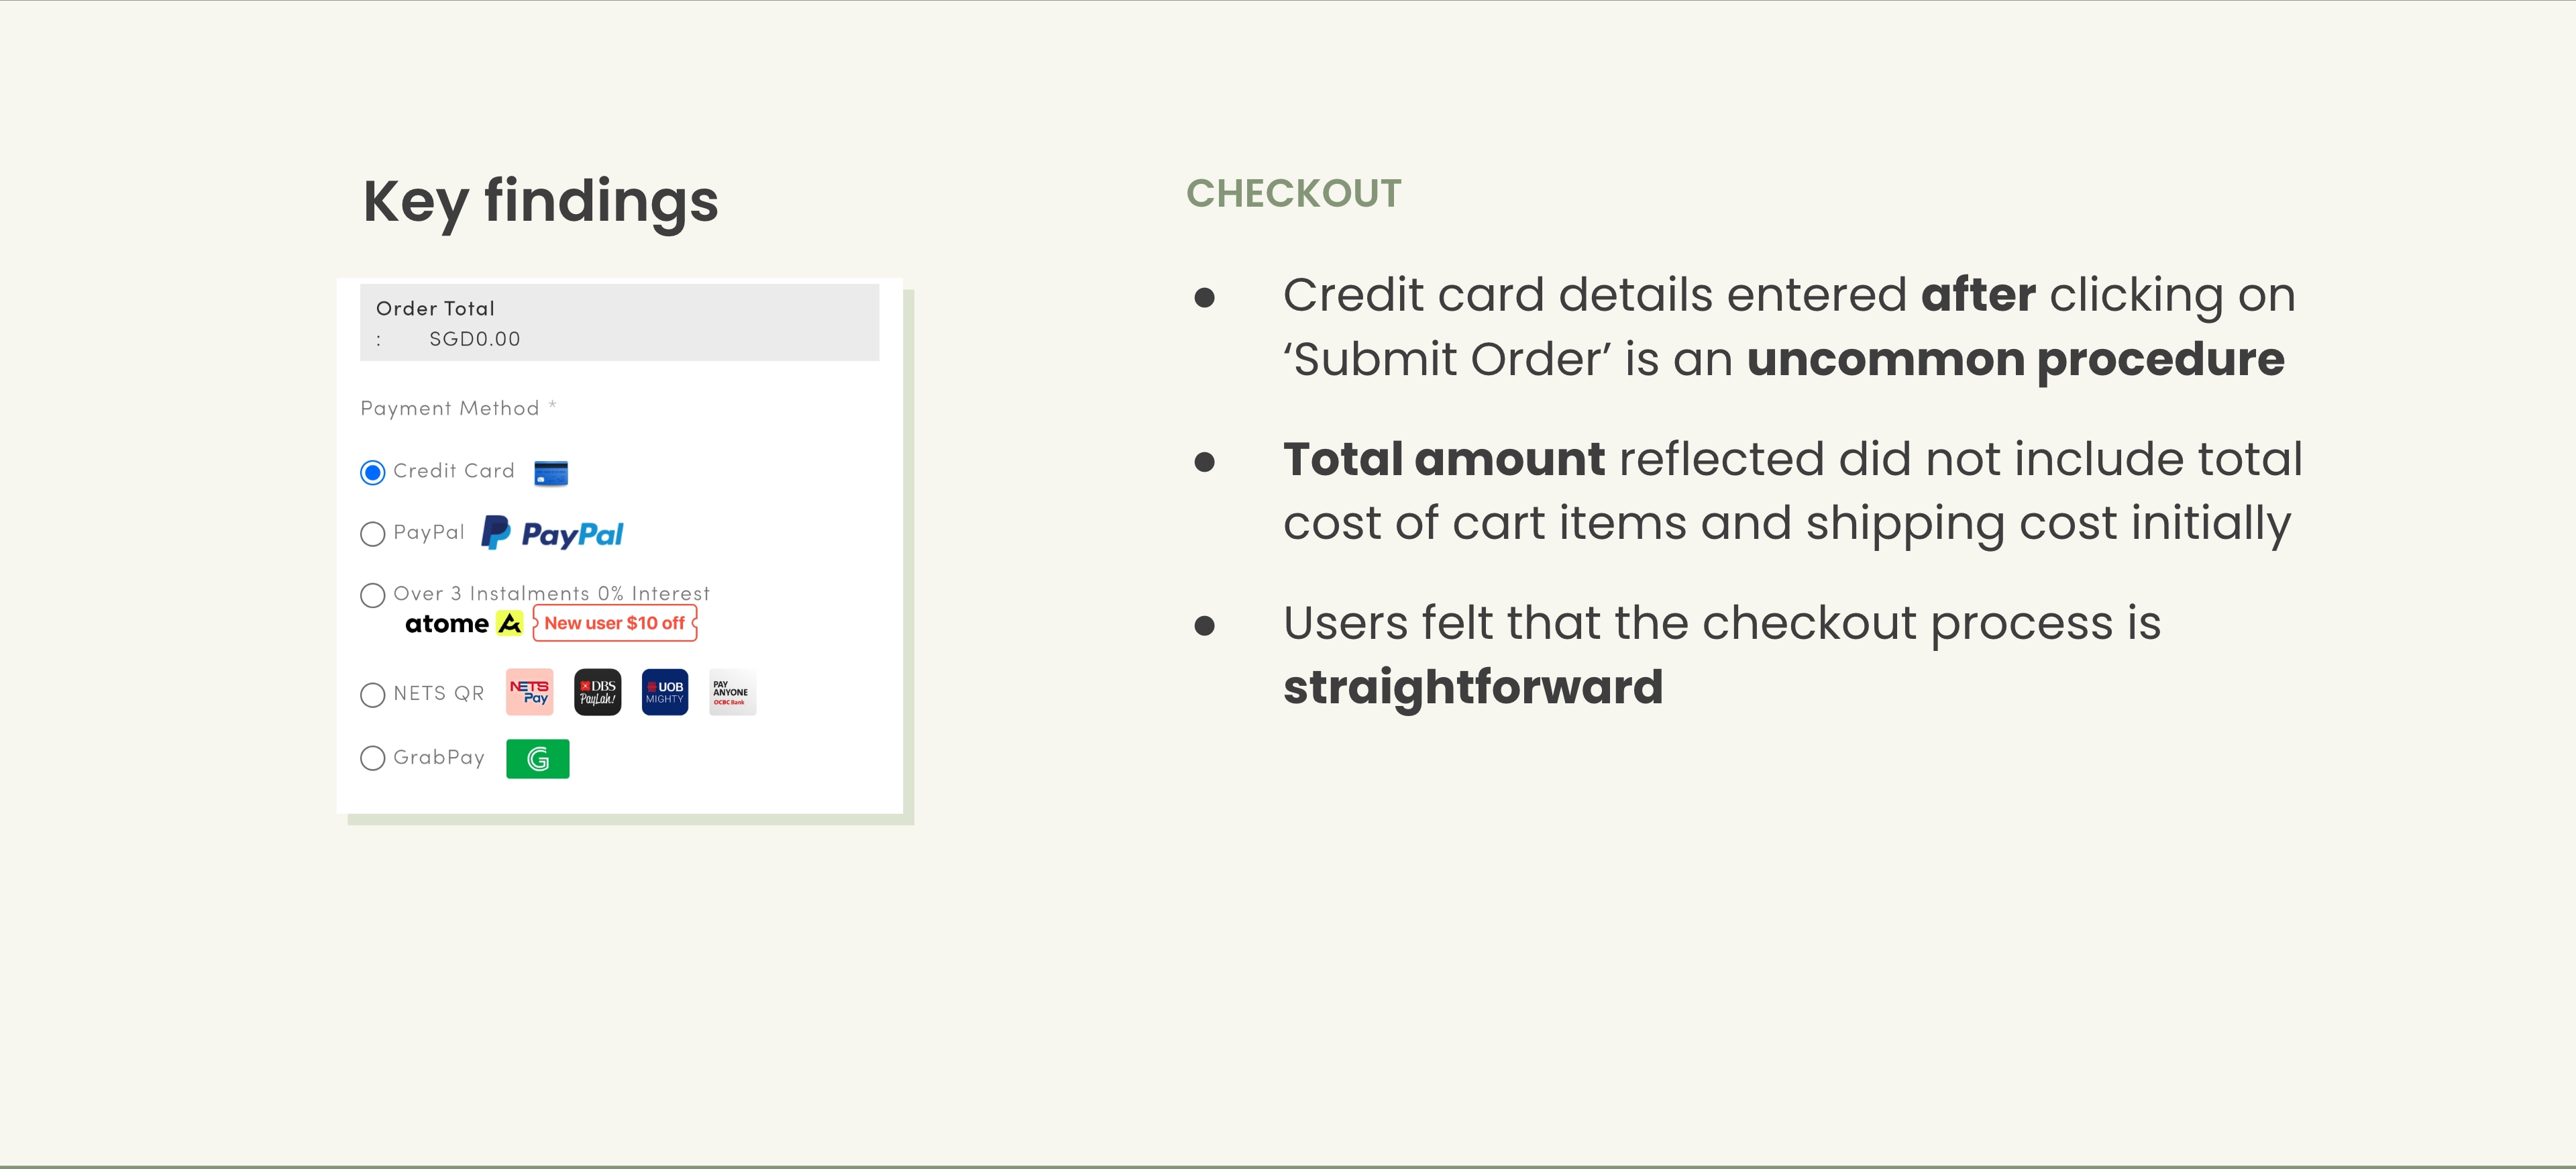 Key findings
Order Total
: SGD0.00
Payment Method *
Credit Card
PayPal PayPal
Over 3 Instalments 0% Interest
atome New user $10 off
NETS QR NETS Pay DBS PayLah! UOB MIGHTY PAY ANYONE OCBC Bank
GrabPay G
CHECKOUT
● Credit card details entered after clicking on
‘Submit Order’ is an uncommon procedure
● Total amount reflected did not include total
cost of cart items and shipping cost initially
● Users felt that the checkout process is
straightforward